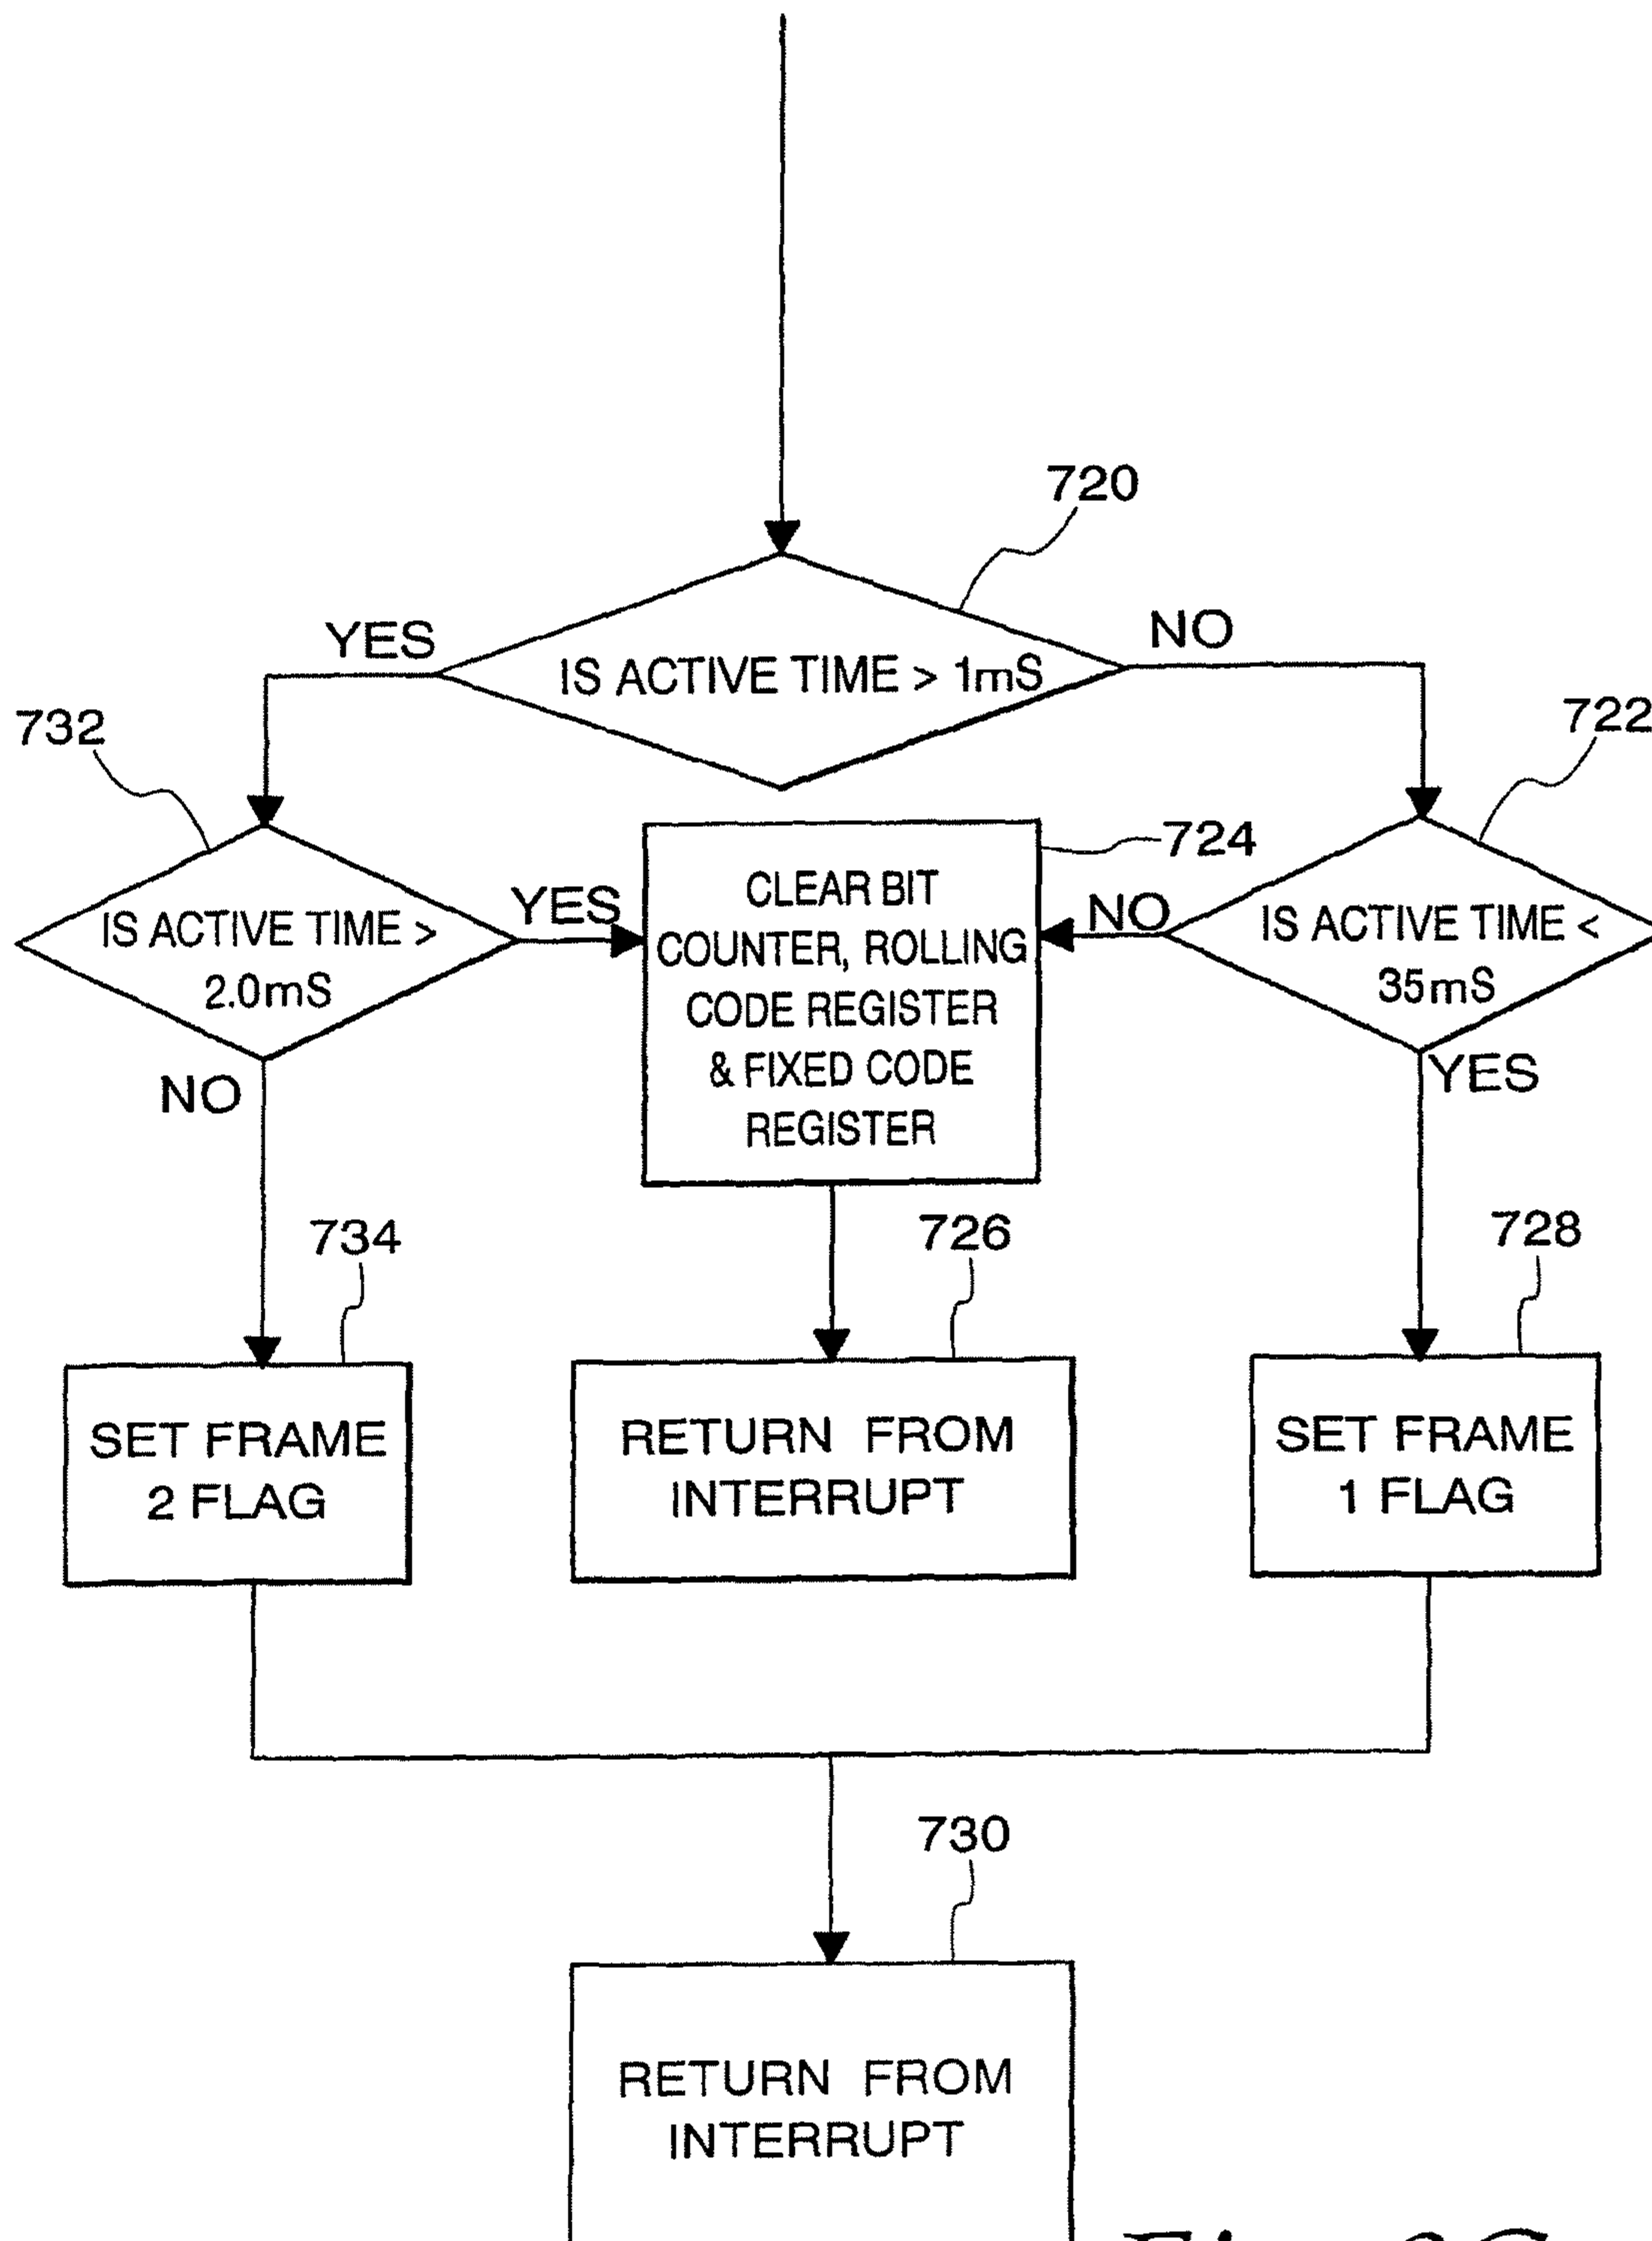 720
YES
NO
IS ACTIVE TIME > 1mS
732
722
724
IS ACTIVE TIME >
2.0mS
YES
CLEAR BIT
COUNTER, ROLLING
CODE REGISTER
& FIXED CODE
REGISTER
NO
IS ACTIVE TIME <
35mS
NO
YES
734
726
728
SET FRAME
2 FLAG
RETURN FROM
INTERRUPT
SET FRAME
1 FLAG
730
RETURN FROM
INTERRUPT